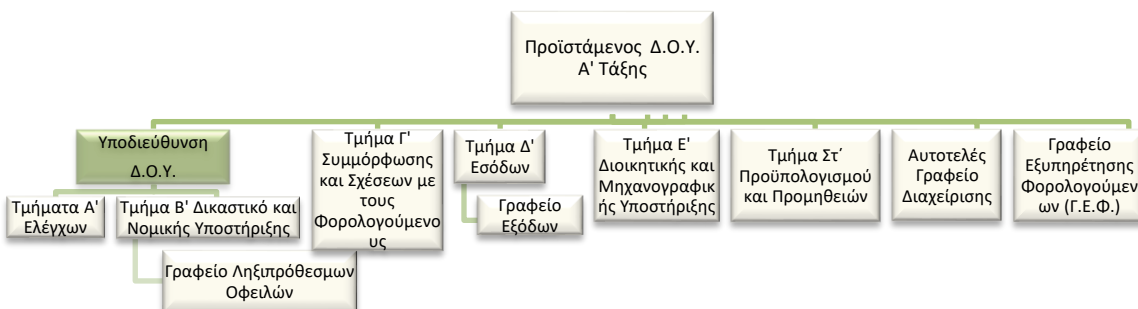 Προϊστάμενος Δ.Ο.Υ.
Α' Τάξης
Υποδιεύθυνση
Δ.Ο.Υ.
Τμήματα Α'
Ελέγχων
Τμήμα Β' Δικαστικό και
Νομικής Υποστήριξης
Γραφείο Ληξιπρόθεσμων
Οφειλών
Τμήμα Γ'
Συμμόρφωσης
και Σχέσεων με
τους
Φορολογούμενο
υς
Τμήμα Δ'
Εσόδων
Γραφείο
Εξόδων
Τμήμα Ε'
Διοικητικής και
Μηχανογραφικ
ής Υποστήριξης
Τμήμα Στ΄
Προϋπολογισμού
και Προμηθειών
Αυτοτελές
Γραφείο
Διαχείρισης
Γραφείο
Εξυπηρέτησης
Φορολογούμεν
ων (Γ.Ε.Φ.)